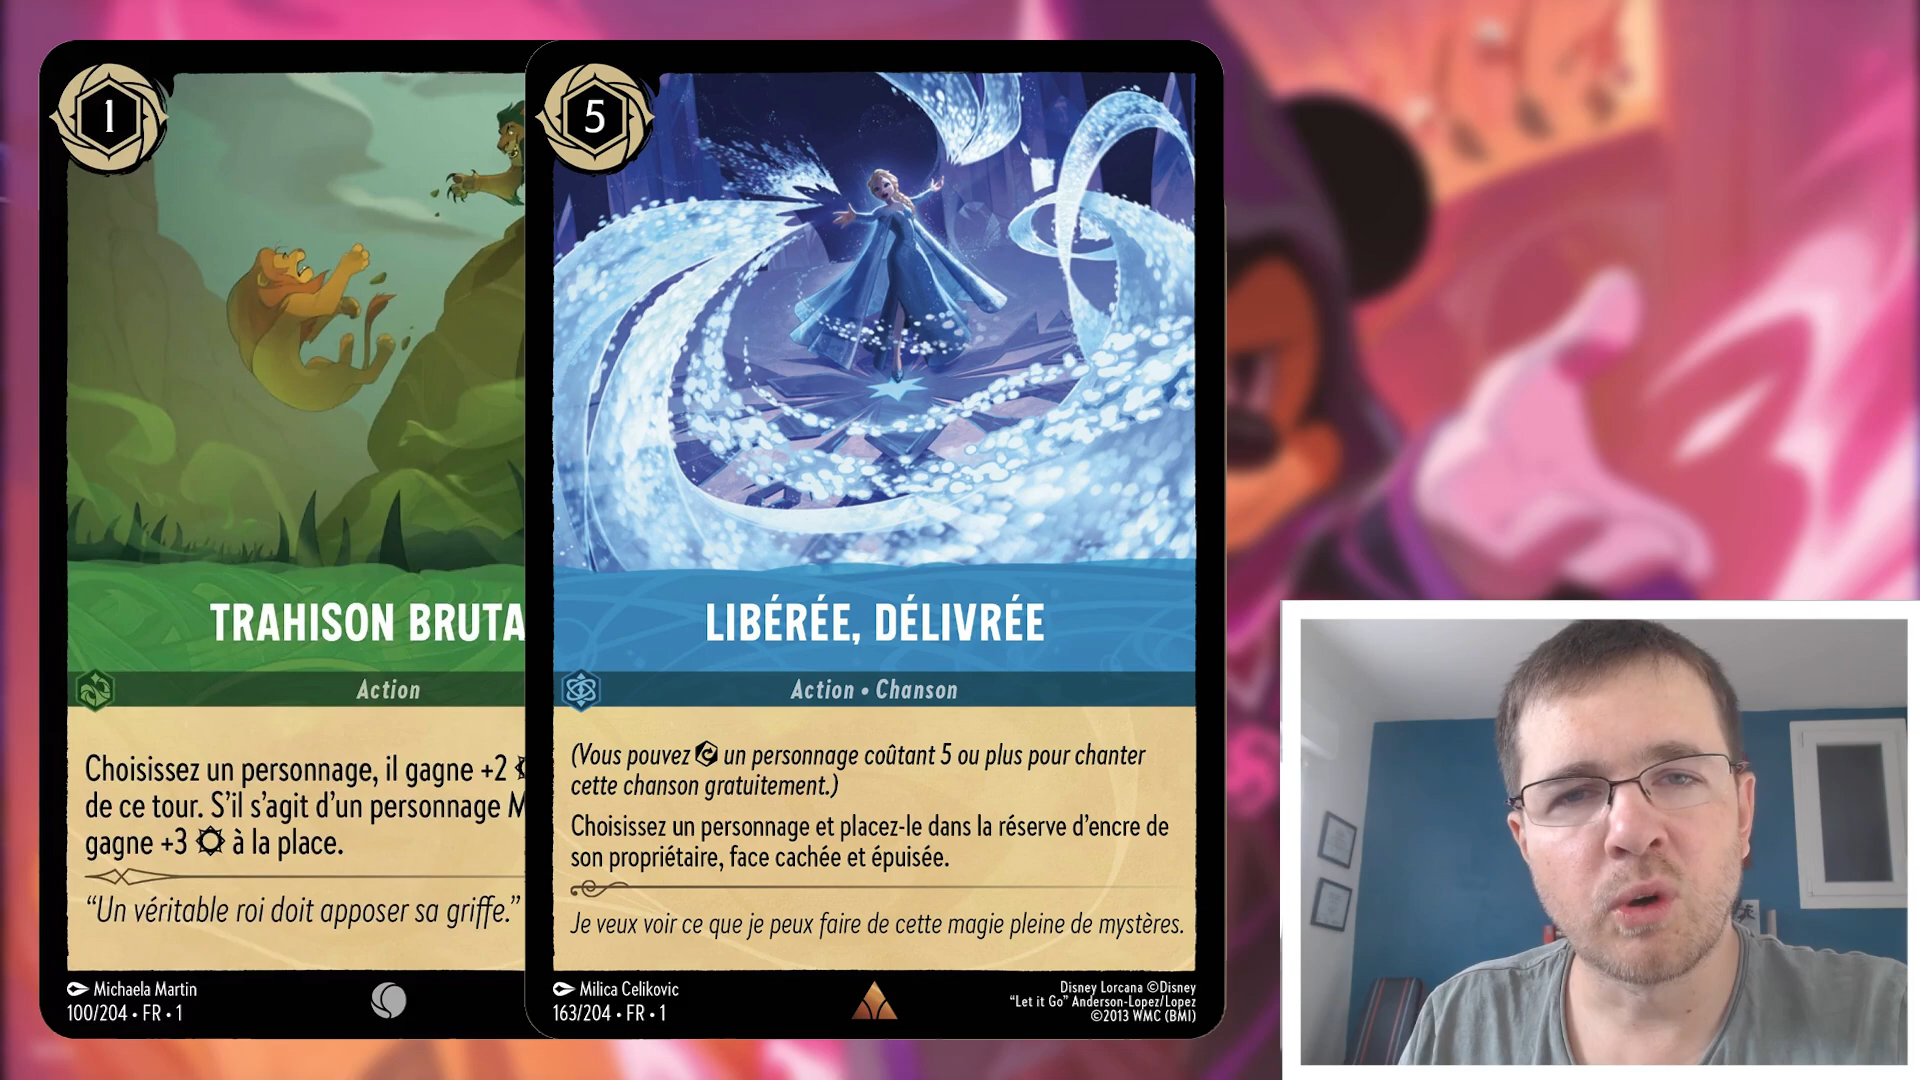 1
TRAHISON BRUTA
Action
Choisissez un personnage, il gagne +2
de ce tour. S'il s'agit d'un personnage M
gagne +3 à la place.
“Un véritable roi doit apposer sa griffe.”
Michaela Martin
100/204 • FR • 1
5
LIBÉRÉE, DÉLIVRÉE
Action • Chanson
(Vous pouvez un personnage coûtant 5 ou plus pour chanter
cette chanson gratuitement.)
Choisissez un personnage et placez-le dans la réserve d'encre de
son propriétaire, face cachée et épuisée.
Je veux voir ce que je peux faire de cette magie pleine de mystères.
Milica Celikovic
163/204 • FR • 1
Disney Lorcana ©Disney
“Let it Go” Anderson-Lopez/Lopez
©2013 WMC (BMI)